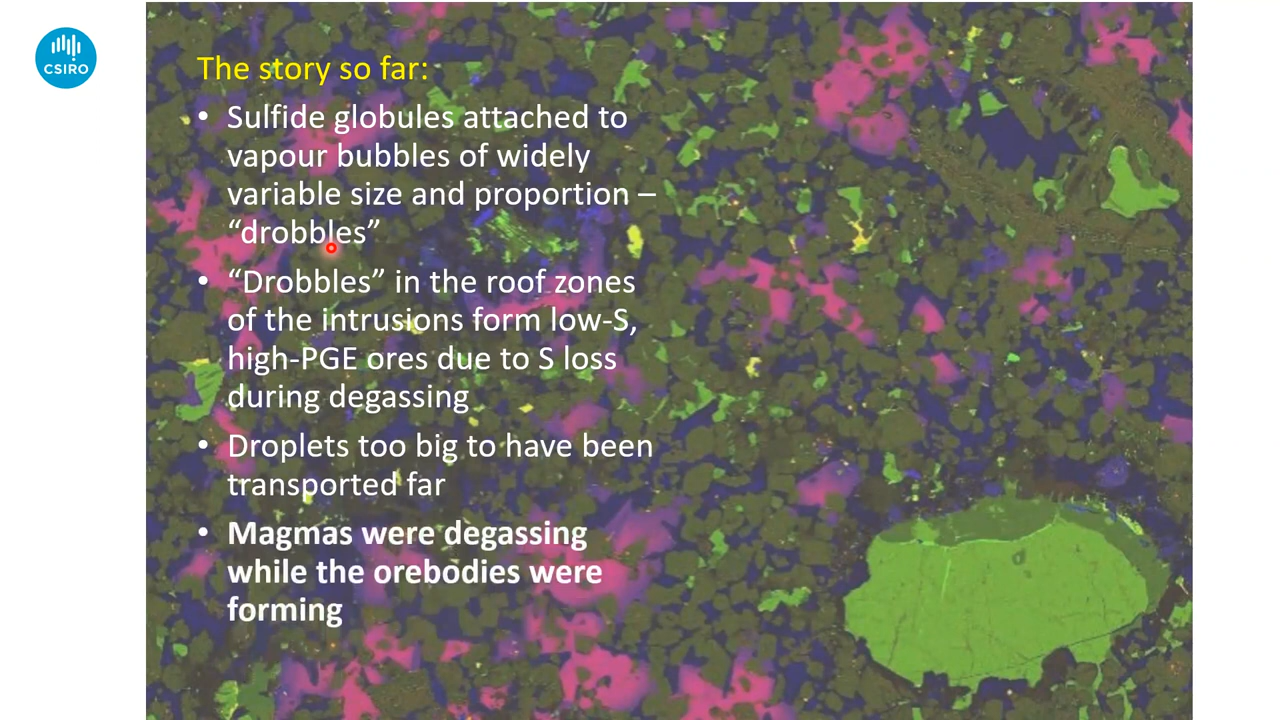 CSIRO
The story so far:
• Sulfide globules attached to
vapour bubbles of widely
variable size and proportion –
“drobbles”
• “Drobbles” in the roof zones
of the intrusions form low-S,
high-PGE ores due to S loss
during degassing
• Droplets too big to have been
transported far
• Magmas were degassing
while the orebodies were
forming